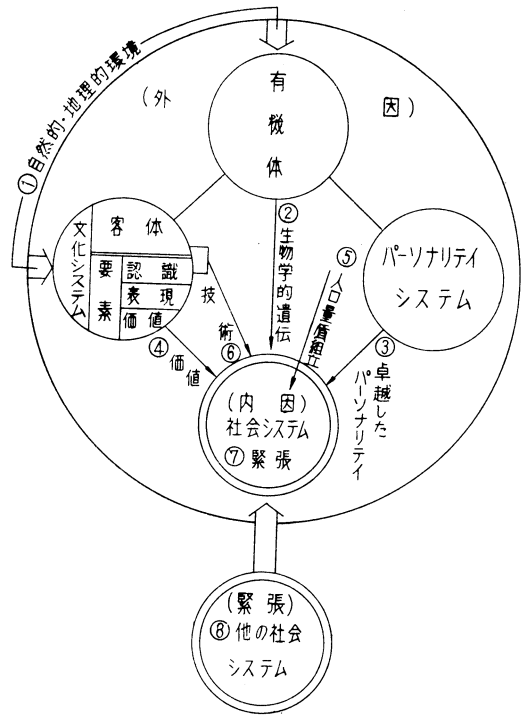 ①自然的・地理的環境
(外
因)
有機体
文化システム
客体
要素
認識
表現
価値
技術⑥
④価値
②生物学的遺伝
⑤人口量盾組立
パーソナリテイ
システム
③卓越した
パーソナリテイ
(内因)
社会システム
⑦緊張
(緊張)
⑧他の社会
システム